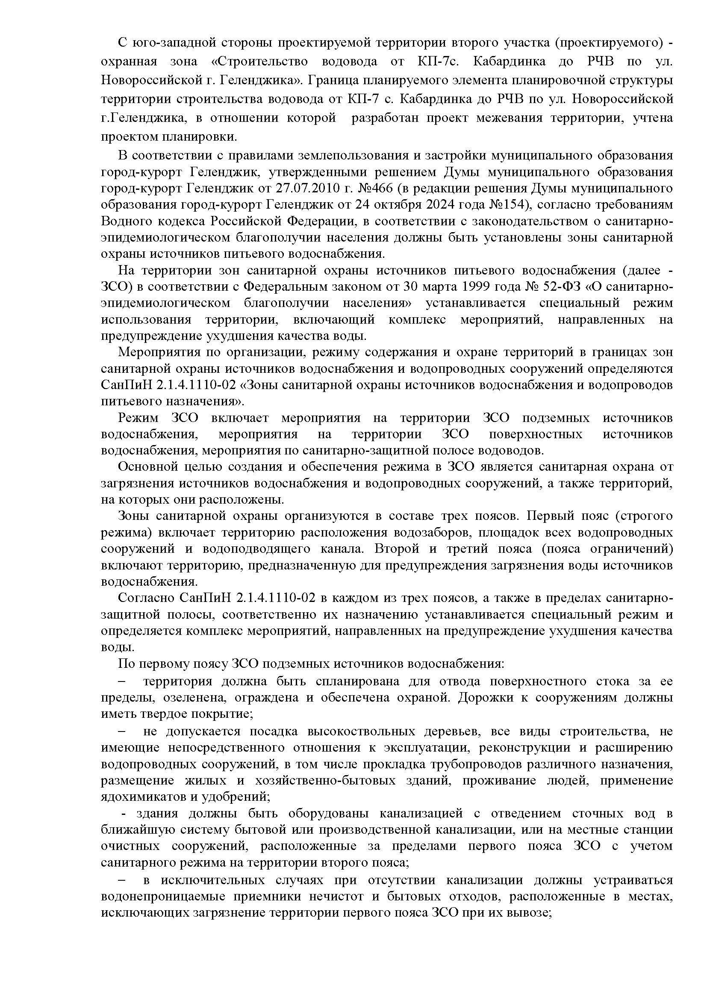 С юго-западной стороны проектируемой территории второго участка (проектируемого) -
охранная зона «Строительство водовода от КП-7с. Кабардинка до РЧВ по ул.
Новороссийской г. Геленджика». Граница планируемого элемента планировочной структуры
территории строительства водовода от КП-7 с. Кабардинка до РЧВ по ул. Новороссийской
г.Геленджика, в отношении которой разработан проект межевания территории, учтена
проектом планировки.
В соответствии с правилами землепользования и застройки муниципального образования
город-курорт Геленджик, утвержденными решением Думы муниципального образования
город-курорт Геленджик от 27.07.2010 г. №466 (в редакции решения Думы муниципального
образования город-курорт Геленджик от 24 октября 2024 года №154), согласно требованиям
Водного кодекса Российской Федерации, в соответствии с законодательством о санитарно-
эпидемиологическом благополучии населения должны быть установлены зоны санитарной
охраны источников питьевого водоснабжения.
На территории зон санитарной охраны источников питьевого водоснабжения (далее -
ЗСО) в соответствии с Федеральным законом от 30 марта 1999 года № 52-ФЗ «О санитарно-
эпидемиологическом благополучии населения» устанавливается специальный режим
использования территории, включающий комплекс мероприятий, направленных на
предупреждение ухудшения качества воды.
Мероприятия по организации, режиму содержания и охране территорий в границах зон
санитарной охраны источников водоснабжения и водопроводных сооружений определяются
СанПиН 2.1.4.1110-02 «Зоны санитарной охраны источников водоснабжения и водопроводов
питьевого назначения».
Режим ЗСО включает мероприятия на территории ЗСО подземных источников
водоснабжения, мероприятия на территории ЗСО поверхностных источников
водоснабжения, мероприятия по санитарно-защитной полосе водоводов.
Основной целью создания и обеспечения режима в ЗСО является санитарная охрана от
загрязнения источников водоснабжения и водопроводных сооружений, а также территорий,
на которых они расположены.
Зоны санитарной охраны организуются в составе трех поясов. Первый пояс (строгого
режима) включает территорию расположения водозаборов, площадок всех водопроводных
сооружений и водоподводящего канала. Второй и третий пояса (пояса ограничений)
включают территорию, предназначенную для предупреждения загрязнения воды источников
водоснабжения.
Согласно СанПиН 2.1.4.1110-02 в каждом из трех поясов, а также в пределах санитарно-
защитной полосы, соответственно их назначению устанавливается специальный режим и
определяется комплекс мероприятий, направленных на предупреждение ухудшения качества
воды.
По первому поясу ЗСО подземных источников водоснабжения:
– территория должна быть спланирована для отвода поверхностного стока за ее
пределы, озеленена, ограждена и обеспечена охраной. Дорожки к сооружениям должны
иметь твердое покрытие;
– не допускается посадка высокоствольных деревьев, все виды строительства, не
имеющие непосредственного отношения к эксплуатации, реконструкции и расширению
водопроводных сооружений, в том числе прокладка трубопроводов различного назначения,
размещение жилых и хозяйственно-бытовых зданий, проживание людей, применение
ядохимикатов и удобрений;
- здания должны быть оборудованы канализацией с отведением сточных вод в
ближайшую систему бытовой или производственной канализации, или на местные станции
очистных сооружений, расположенные за пределами первого пояса ЗСО с учетом
санитарного режима на территории второго пояса;
– в исключительных случаях при отсутствии канализации должны устраиваться
водонепроницаемые приемники нечистот и бытовых отходов, расположенные в местах,
исключающих загрязнение территории первого пояса ЗСО при их вывозе;